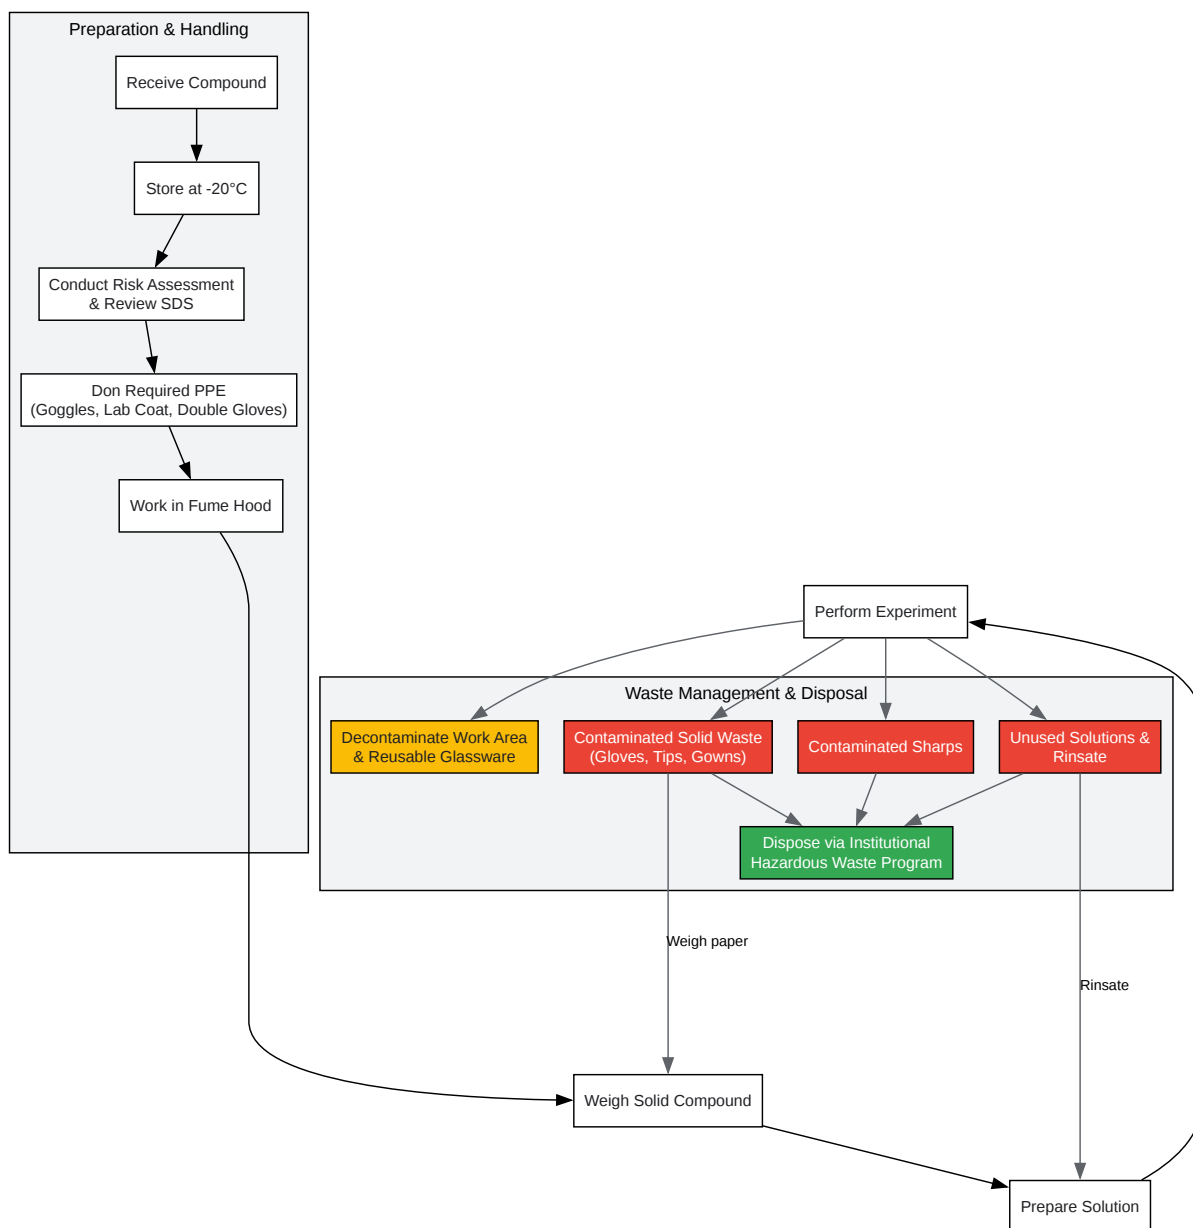 Preparation & Handling
Receive Compound
Store at -20°C
Conduct Risk Assessment
& Review SDS
Don Required PPE
(Goggles, Lab Coat, Double Gloves)
Work in Fume Hood
Perform Experiment
Waste Management & Disposal
Decontaminate Work Area
& Reusable Glassware
Contaminated Solid Waste
(Gloves, Tips, Gowns)
Contaminated Sharps
Unused Solutions &
Rinsate
Dispose via Institutional
Hazardous Waste Program
Weigh paper
Rinsate
Weigh Solid Compound
Prepare Solution